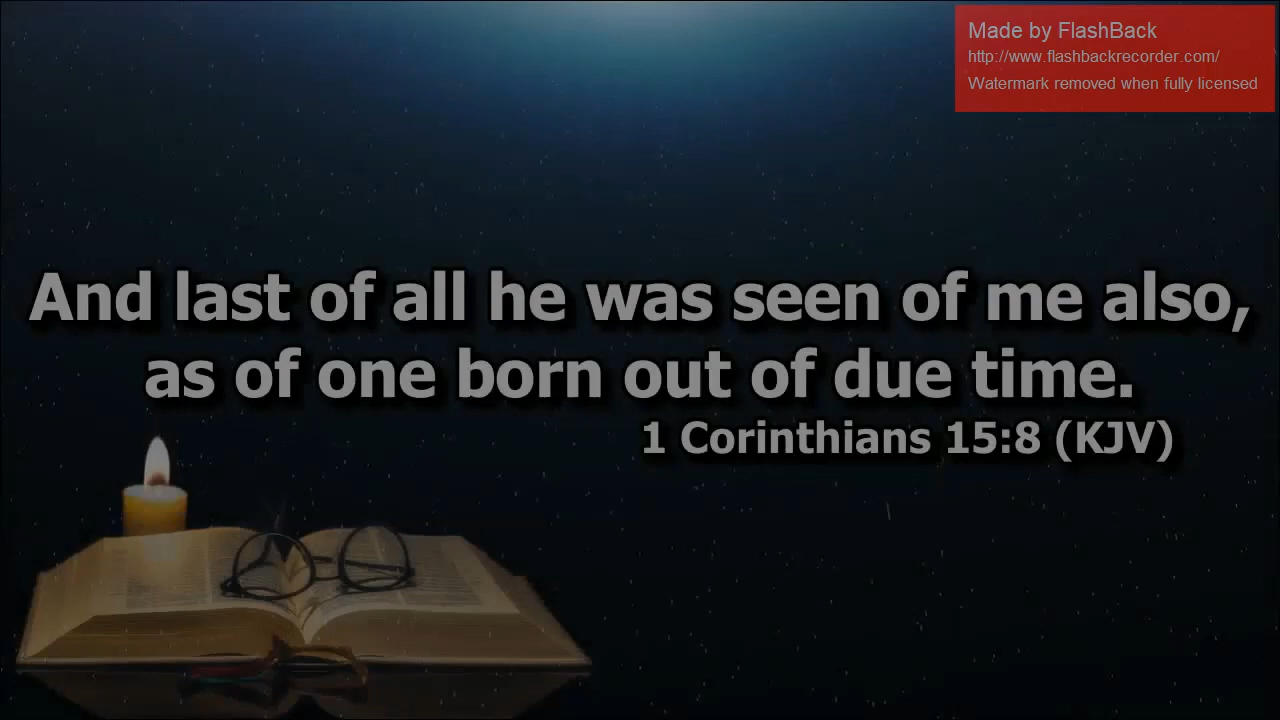 Made by FlashBack
http://www.flashbackrecorder.com/
Watermark removed when fully licensed
And last of all he was seen of me also,
as of one born out of due time.
1 Corinthians 15:8 (KJV)